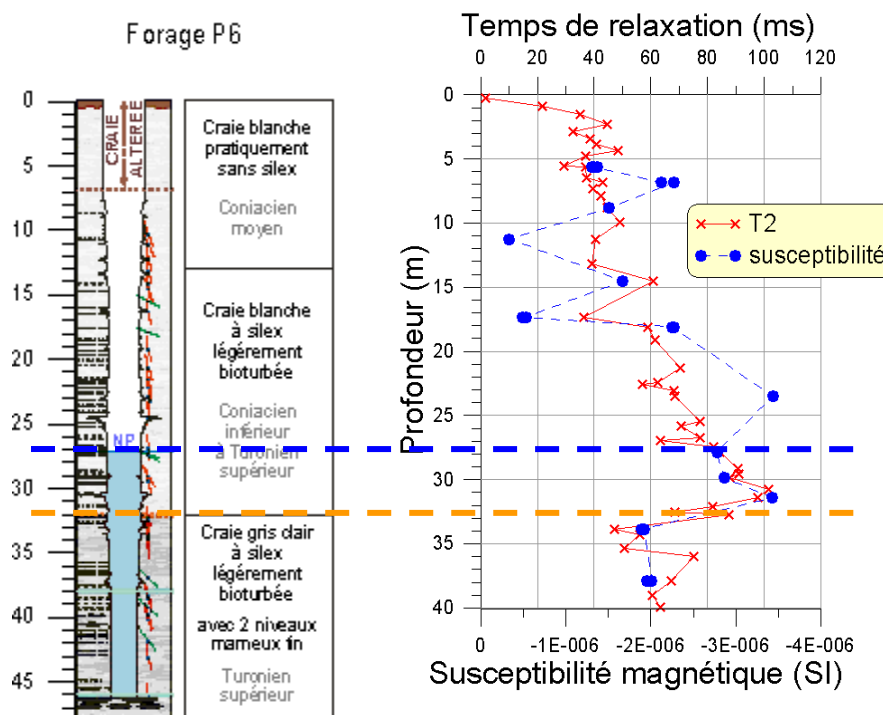 Forage P6
Temps de relaxation (ms)
0 20 40 60 80 100 120
0
5
10
15
20
25
30
35
40
45
CRAIE
ALTEREE
NP
Craie blanche
pratiquement
sans silex
Coniacien
moyen
Craie blanche
à silex
légérement
bioturbée
Coniacien
inférieur
à Turonien
supérieur
Craie gris clair
à silex
légérement
bioturbée
avec 2 niveaux
marneux fin
Turonien
supérieur
Profondeur (m)
0
5
10
15
20
25
30
35
40
T2
susceptibilité
0 -1E-006 -2E-006 -3E-006 -4E-006
Susceptibilité magnétique (SI)